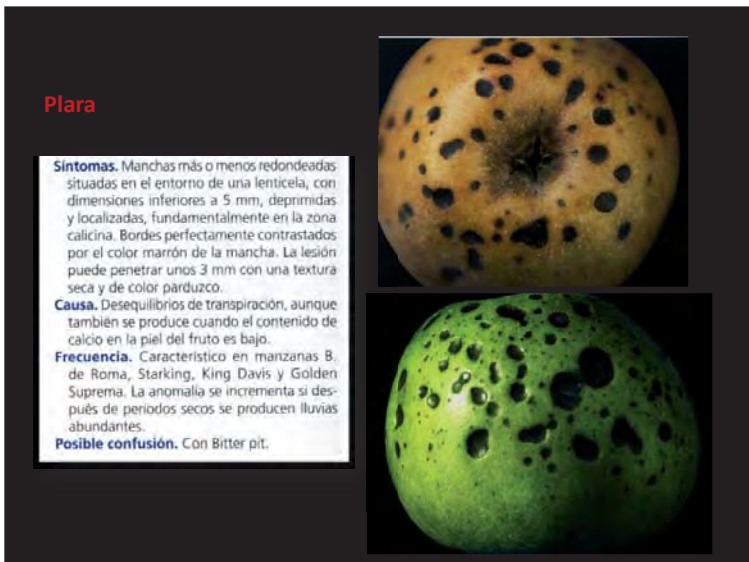 Plara
Síntomas. Manchas más o menos redondeadas
situadas en el entorno de una lenticela, con
dimensiones inferiores a 5 mm, deprimidas
y localizadas, fundamentalmente en la zona
calicina. Bordes perfectamente contrastados
por el color marrón de la mancha. La lesión
puede penetrar unos 3 mm con una textura
seca y de color parduzco.
Causa. Desequilibrios de transpiración, aunque
también se produce cuando el contenido de
calcio en la piel del fruto es bajo.
Frecuencia. Característico en manzanas B.
de Roma, Starking, King Davis y Golden
Suprema. La anomalía se incrementa si des-
pués de periodos secos se producen lluvias
abundantes.
Posible confusión. Con Bitter pit.